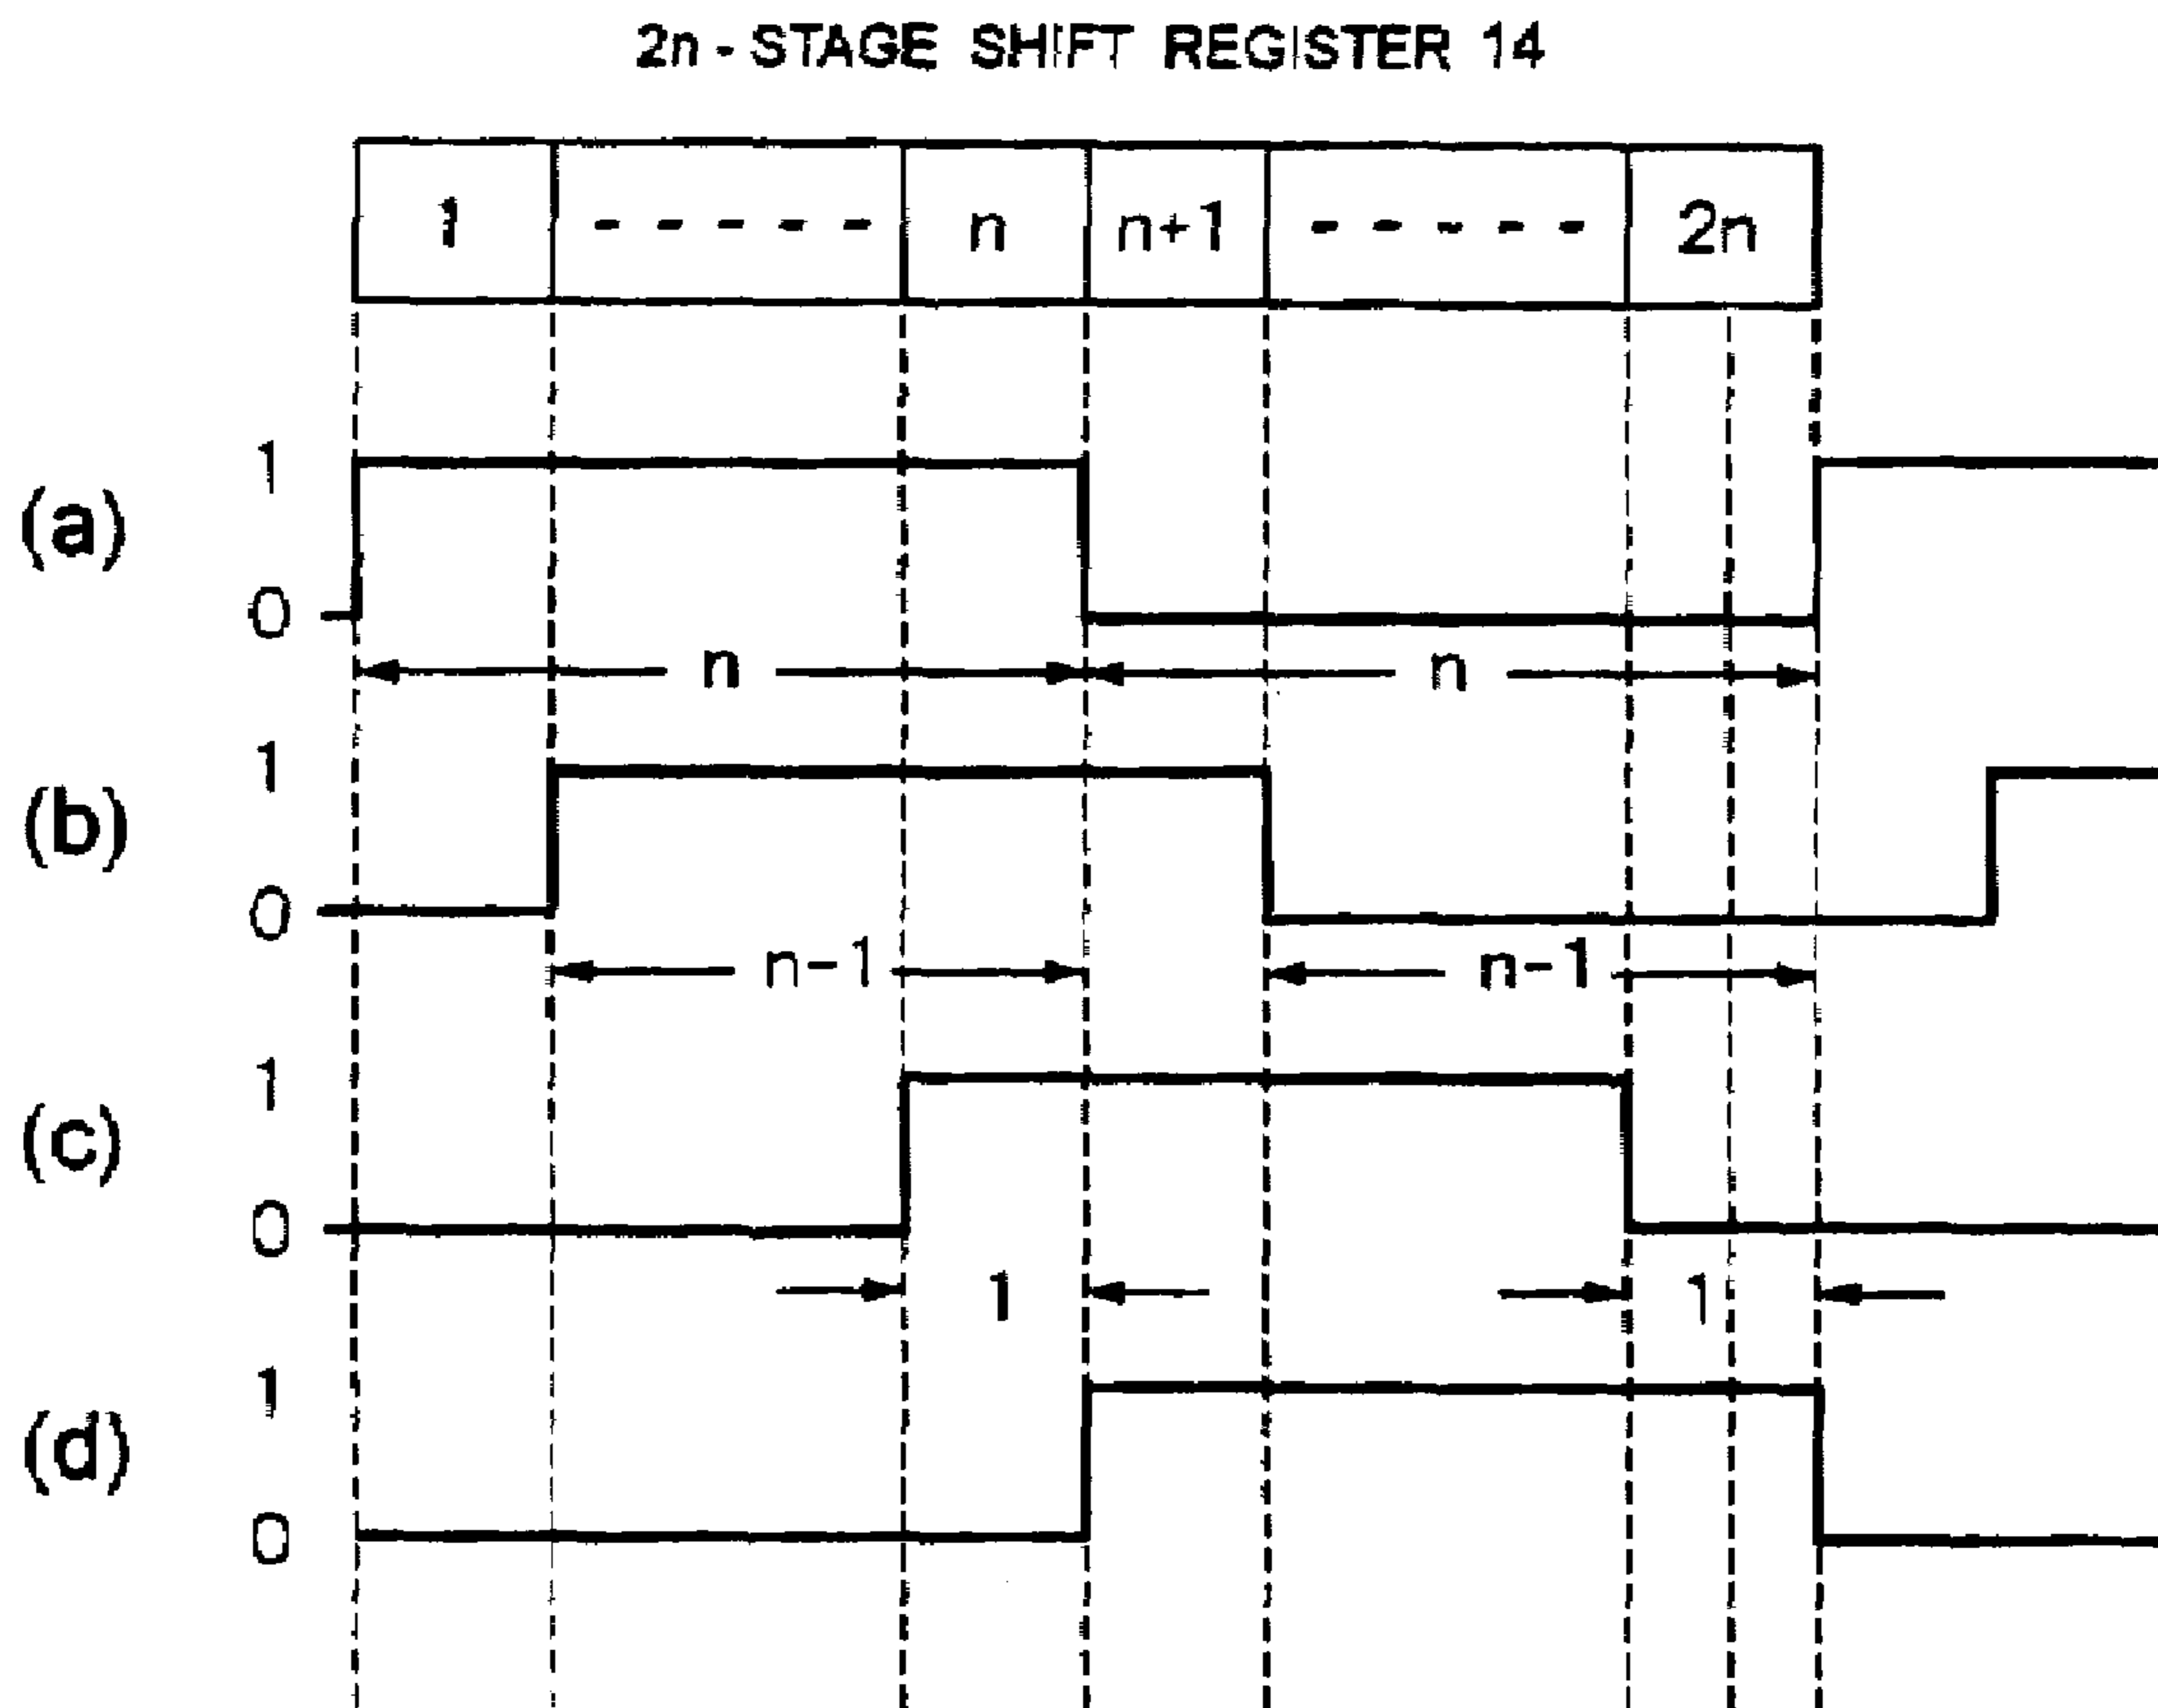 2n-STAGE SHIFT REGISTER 14
1 ----- n n+1 ----- 2n
1
(a)
0
n n
1
(b)
0
n-1 n-1
1
(c)
0
1 1
1
(d)
0